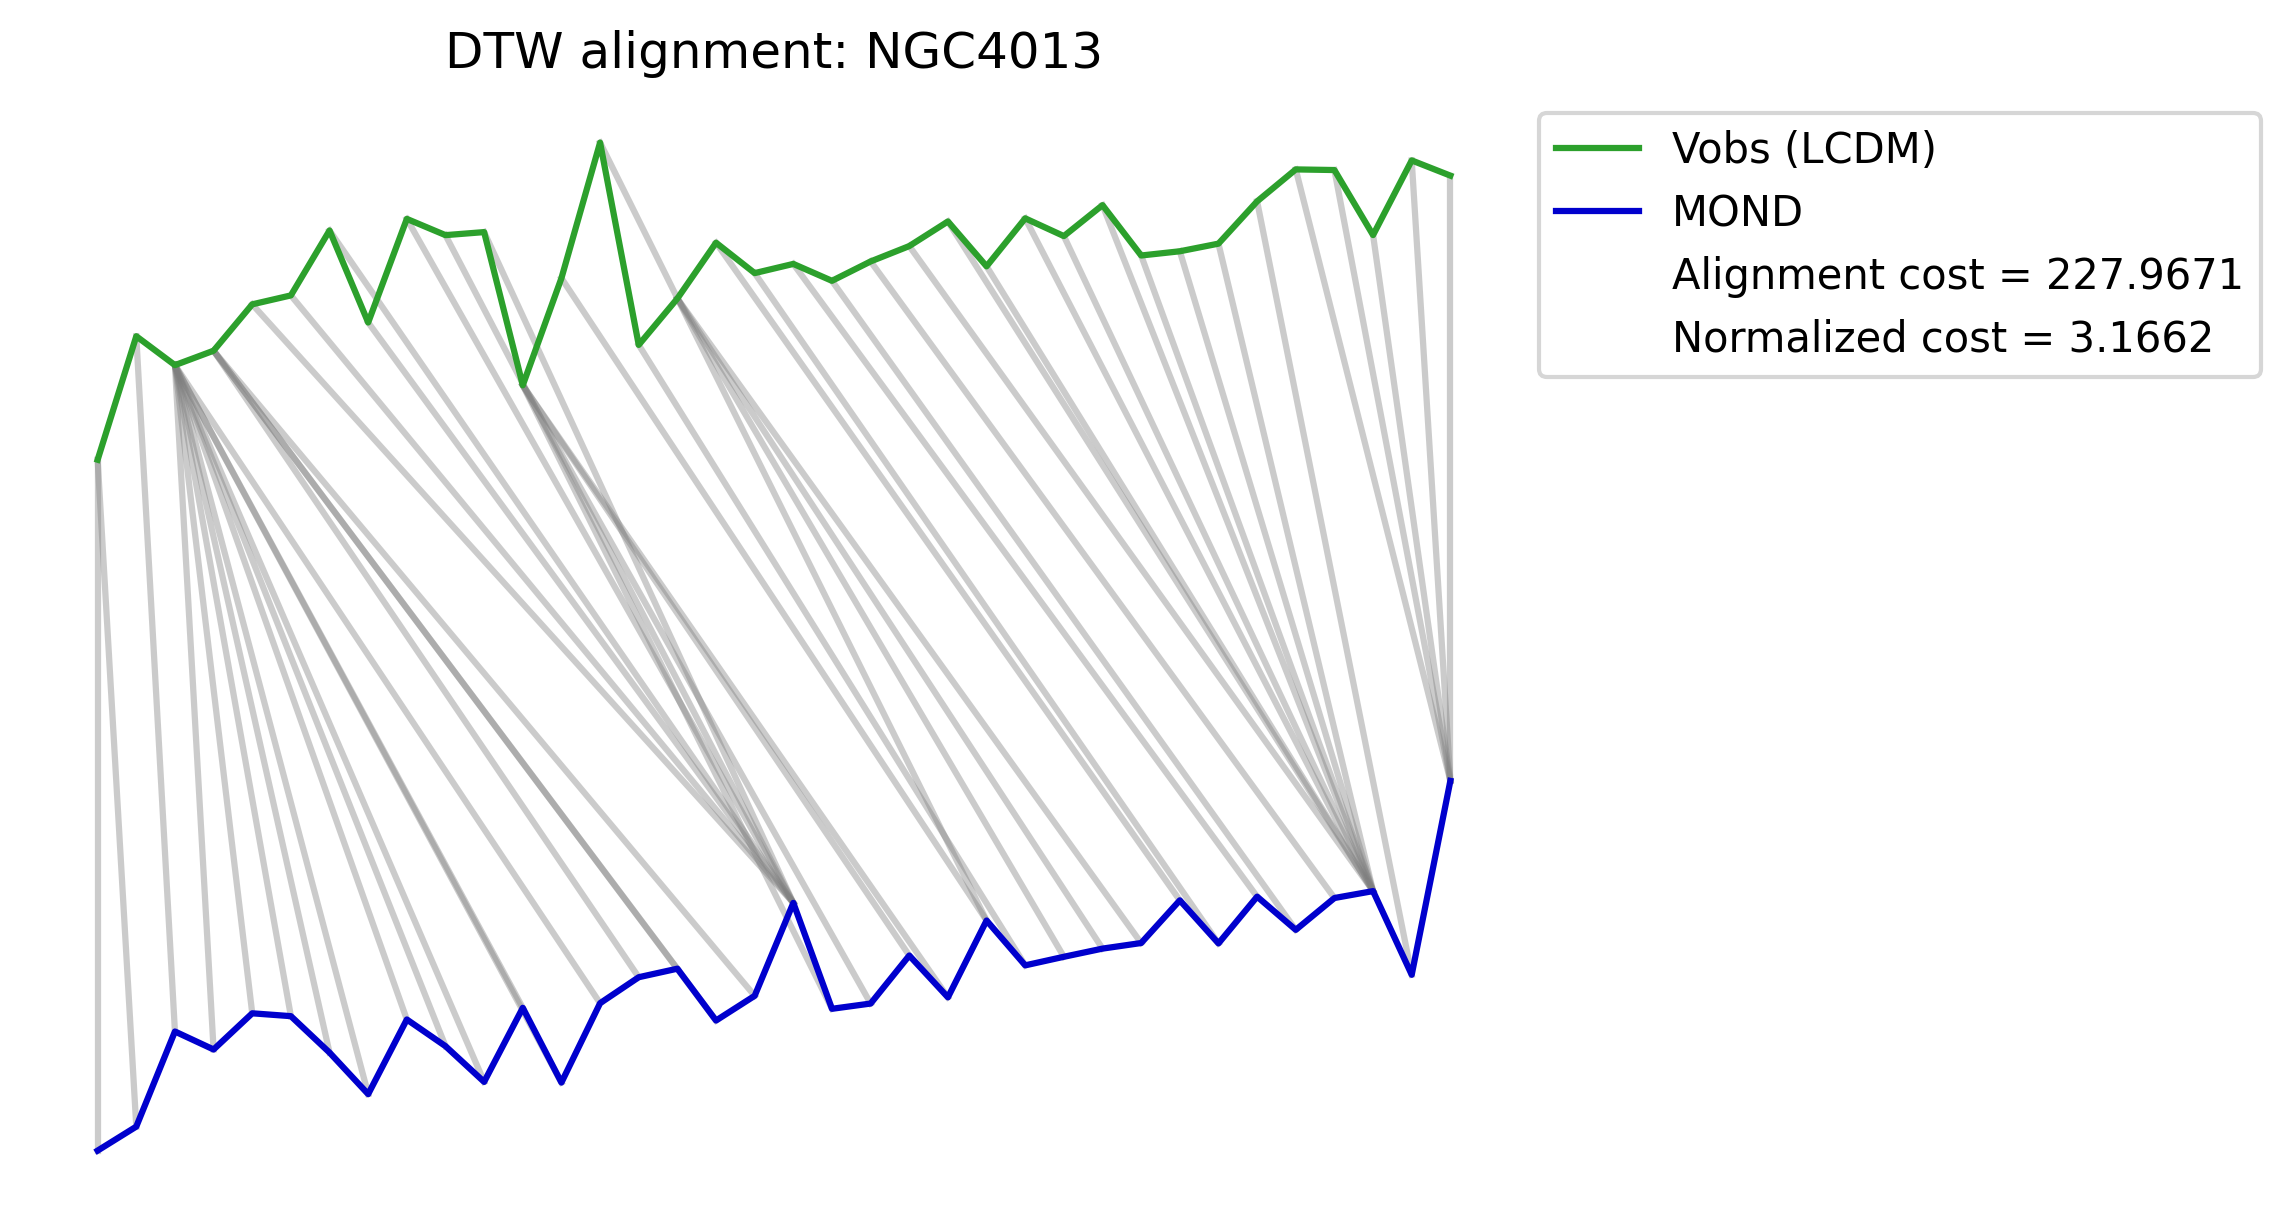 DTW alignment: NGC4013
Vobs (LCDM)
MOND
Alignment cost = 227.9671
Normalized cost = 3.1662